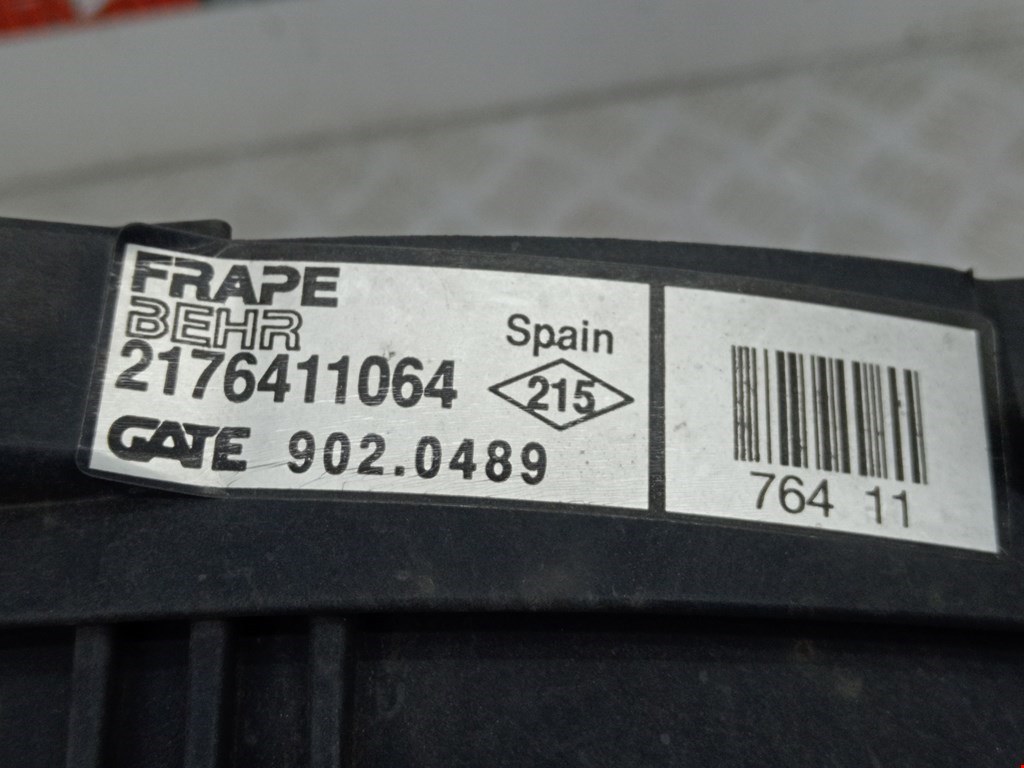 FRAPE
BEHR
2176411064
GATE 902.0489
Spain
215
764 11